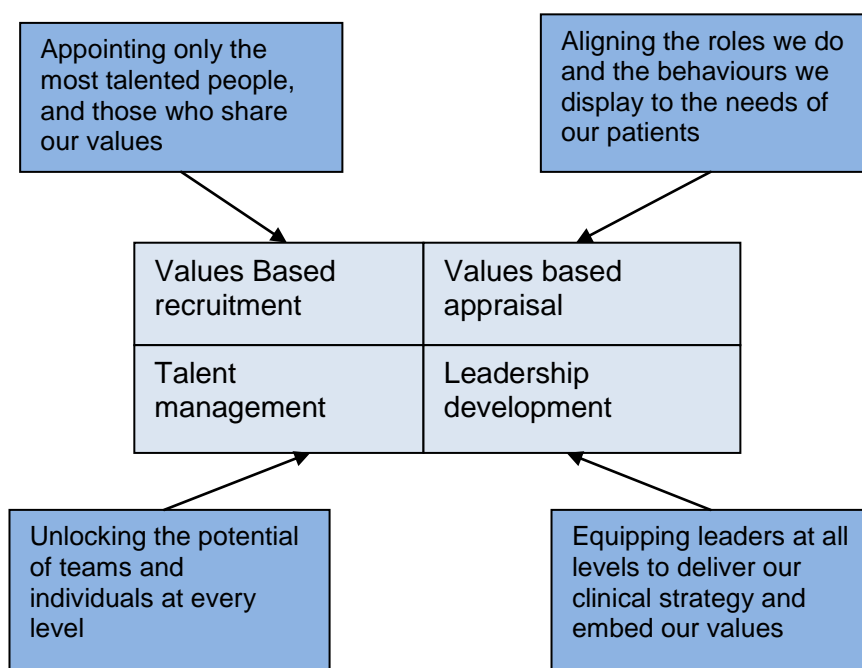 Appointing only the
most talented people,
and those who share
our values
Aligning the roles we do
and the behaviours we
display to the needs of
our patients
Values Based
recruitment
Values based
appraisal
Talent
management
Leadership
development
Unlocking the potential
of teams and
individuals at every
level
Equipping leaders at all
levels to deliver our
clinical strategy and
embed our values